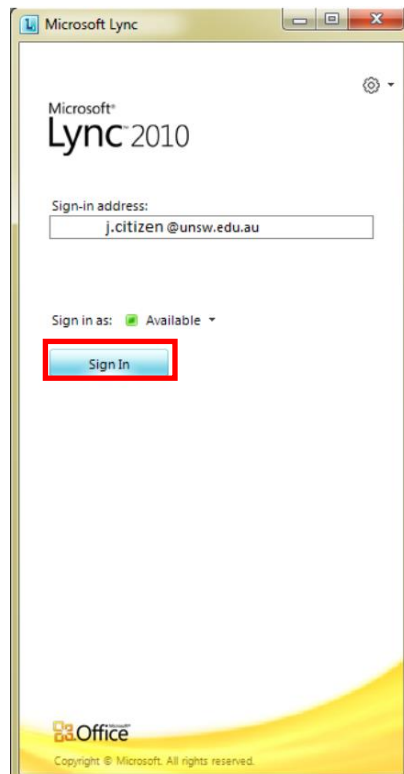 Microsoft Lync
Microsoft®
Lync™ 2010
Sign-in address:
j.citizen @unsw.edu.au
Sign in as: Available
Sign In
Microsoft®
Office
Copyright © Microsoft. All rights reserved.